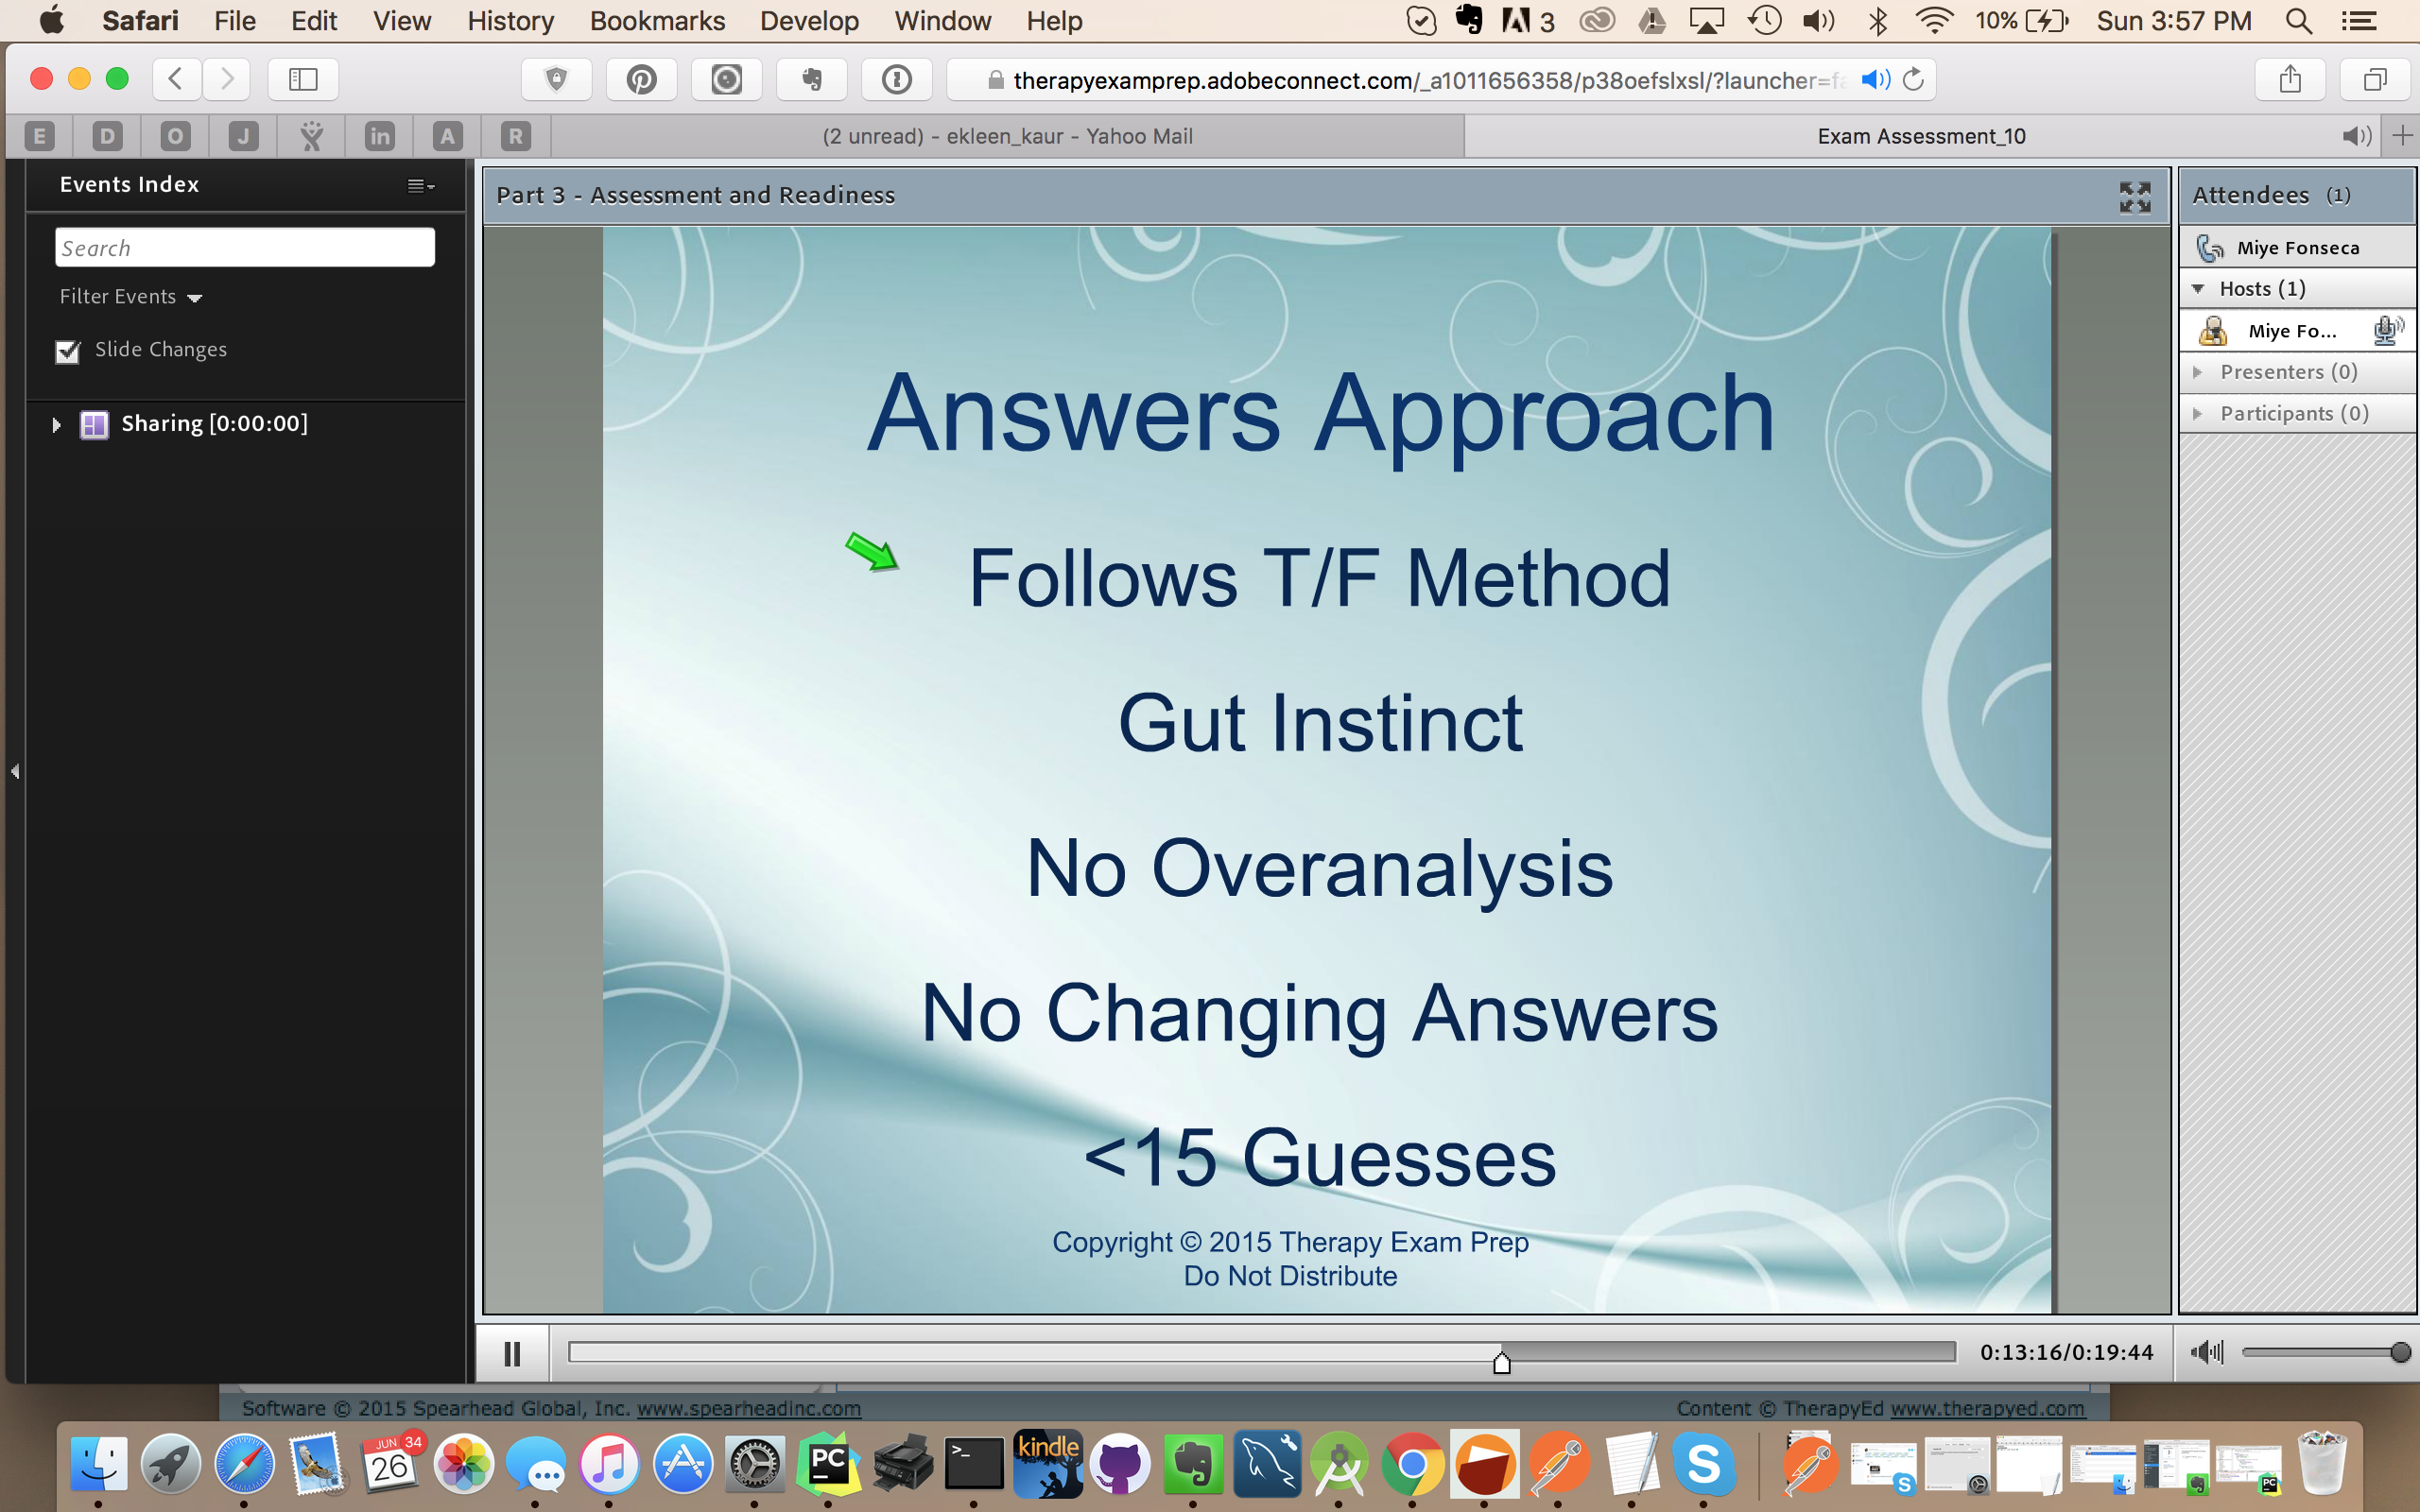 Safari File Edit View History Bookmarks Develop Window Help 3 10% Sun 3:57 PM
therapyexamprep.adobeconnect.com/_a1011656358/p38oefslxsl/?launcher=fa
E D O J in A R (2 unread) - ekleen_kaur - Yahoo Mail Exam Assessment_10
Events Index
Search
Filter Events
Slide Changes
Sharing [0:00:00]
Part 3 - Assessment and Readiness
Answers Approach
Follows T/F Method
Gut Instinct
No Overanalysis
No Changing Answers
<15 Guesses
Copyright © 2015 Therapy Exam Prep
Do Not Distribute
0:13:16/0:19:44
Attendees (1)
Miye Fonseca
Hosts (1)
Miye Fo...
Presenters (0)
Participants (0)
Software © 2015 Spearhead Global, Inc. www.spearheadinc.com Content © TherapyEd www.therapyed.com
JUN 34
26
PC
>_
kindle
S